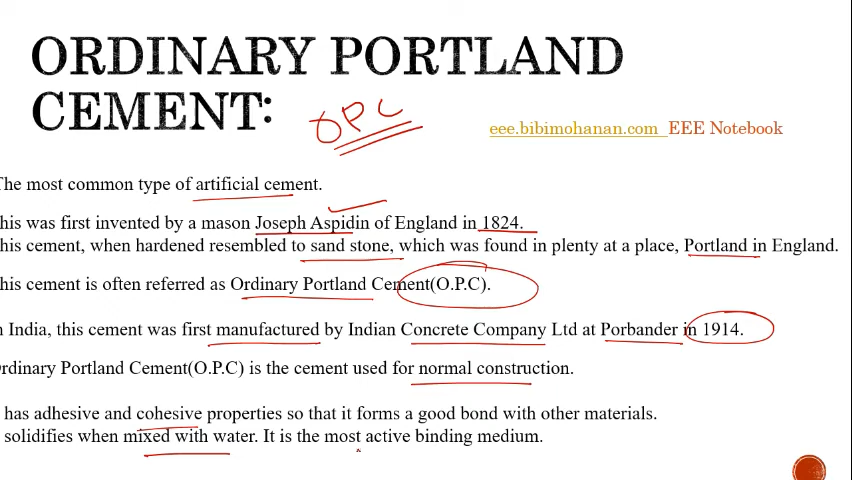 ORDINARY PORTLAND
CEMENT:
OPC
eee.bibimohanan.com EEE Notebook
The most common type of artificial cement.
his was first invented by a mason Joseph Aspidin of England in 1824.
his cement, when hardened resembled to sand stone, which was found in plenty at a place, Portland in England.
his cement is often referred as Ordinary Portland Cement(O.P.C).
n India, this cement was first manufactured by Indian Concrete Company Ltd at Porbander in 1914.
rdinary Portland Cement(O.P.C) is the cement used for normal construction.
has adhesive and cohesive properties so that it forms a good bond with other materials.
solidifies when mixed with water. It is the most active binding medium.